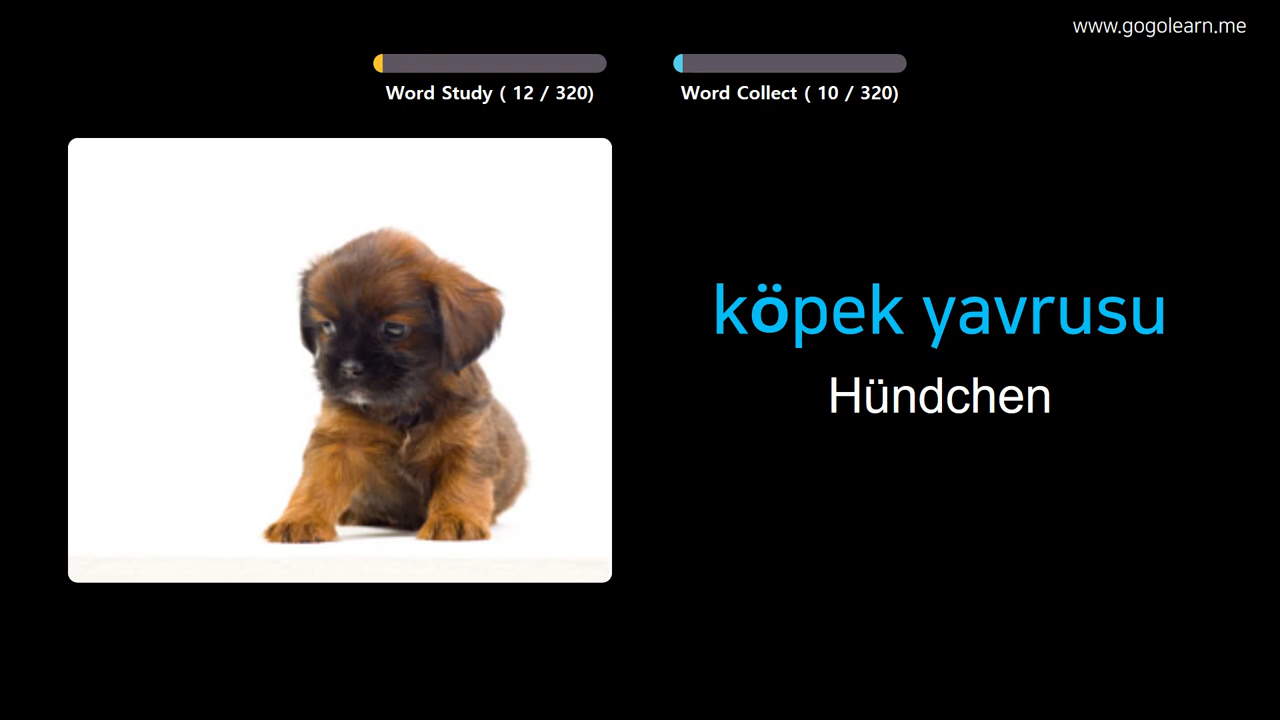 www.gogolearn.me
Word Study ( 12 / 320)
Word Collect ( 10 / 320)
köpek yavrusu
Hündchen